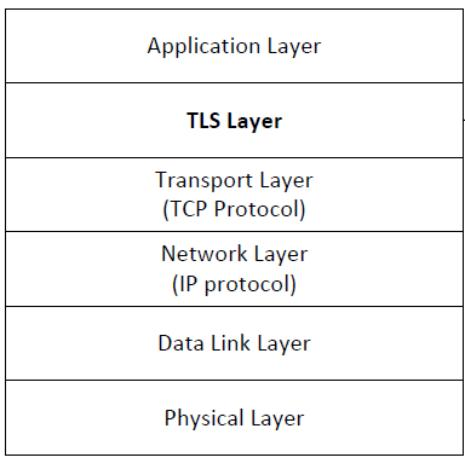 Application Layer
TLS Layer
Transport Layer
(TCP Protocol)
Network Layer
(IP protocol)
Data Link Layer
Physical Layer